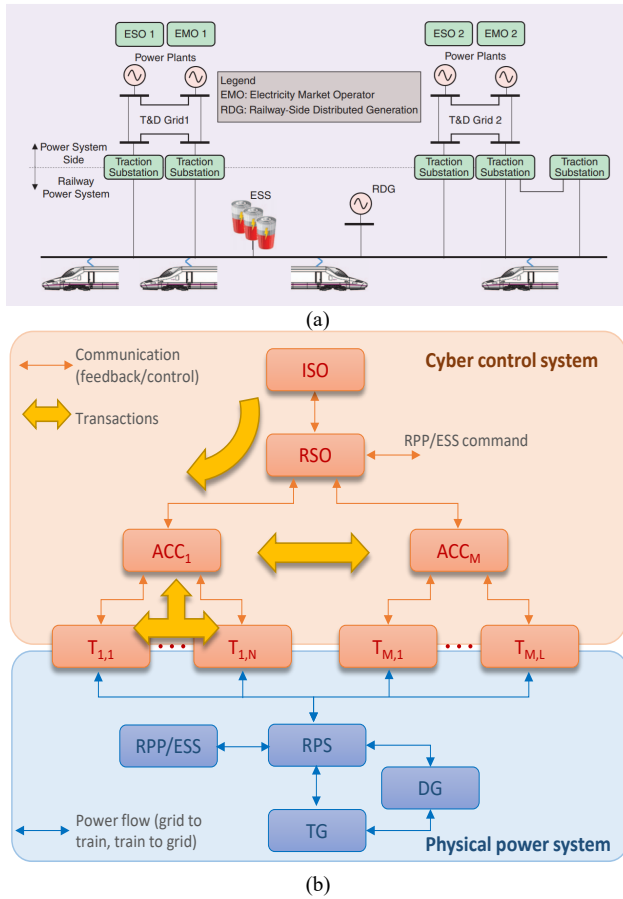 ESO 1 EMO 1 ESO 2 EMO 2
Power Plants Power Plants
Legend
EMO: Electricity Market Operator
RDG: Railway-Side Distributed Generation
T&D Grid1 T&D Grid 2
Power System
Side
Traction
Substation
Traction
Substation
Traction
Substation
Traction
Substation
Traction
Substation
Railway
Power System
ESS
RDG
(a)
Communication
(feedback/control)
Transactions
Cyber control system
ISO
RSO
RPP/ESS command
ACC1
ACCM
T1,1
T1,N
TM,1
TM,L
RPP/ESS
RPS
DG
TG
Power flow (grid to
train, train to grid)
Physical power system
(b)